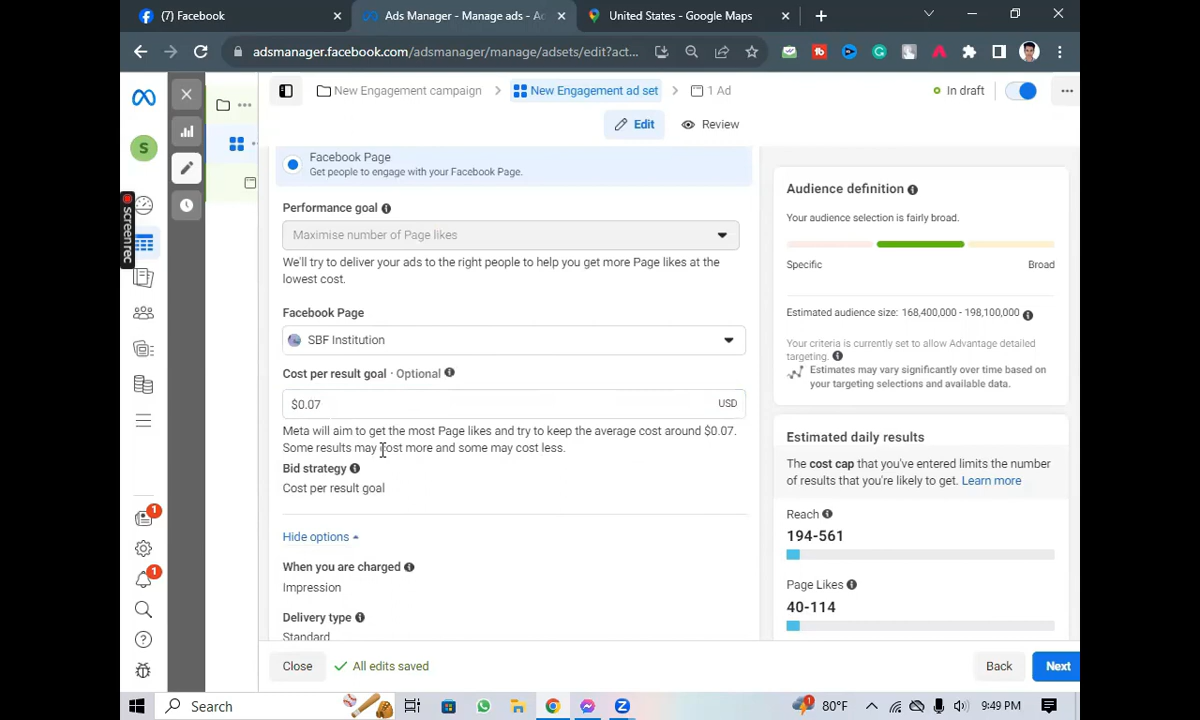 (7) Facebook
Ads Manager - Manage ads - Ac
United States - Google Maps
adsmanager.facebook.com/adsmanager/manage/adsets/edit?act...
New Engagement campaign
New Engagement ad set
1 Ad
In draft
Edit
Review
S
screenrec
Facebook Page
Get people to engage with your Facebook Page.
Performance goal
Maximise number of Page likes
We'll try to deliver your ads to the right people to help you get more Page likes at the
lowest cost.
Facebook Page
SBF Institution
Cost per result goal · Optional
$0.07
USD
Meta will aim to get the most Page likes and try to keep the average cost around $0.07.
Some results may cost more and some may cost less.
Bid strategy
Cost per result goal
Hide options
When you are charged
Impression
Delivery type
Standard
Audience definition
Your audience selection is fairly broad.
Specific
Broad
Estimated audience size: 168,400,000 - 198,100,000
Your criteria is currently set to allow Advantage detailed
targeting.
Estimates may vary significantly over time based on
your targeting selections and available data.
Estimated daily results
The cost cap that you've entered limits the number
of results that you're likely to get. Learn more
Reach
194-561
Page Likes
40-114
1
1
Close
All edits saved
Back
Next
Search
1
80°F
9:49 PM